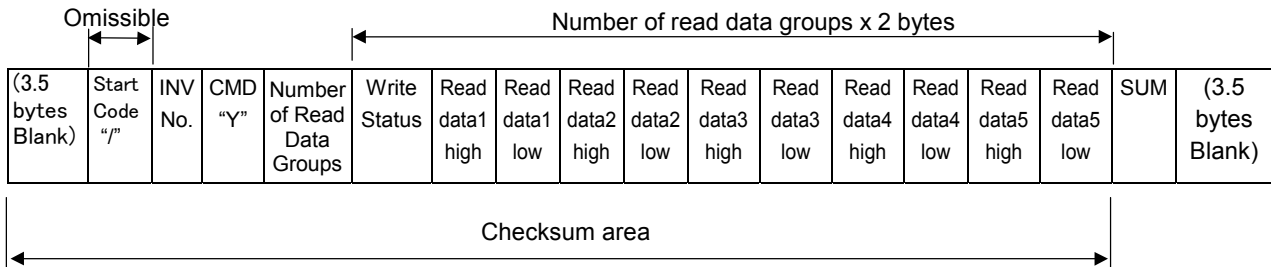 Omissible
Number of read data groups x 2 bytes
(3.5 bytes Blank) Start Code “/” INV No. CMD “Y” Number of Read Data Groups Write Status Read data1 high Read data1 low Read data2 high Read data2 low Read data3 high Read data3 low Read data4 high Read data4 low Read data5 high Read data5 low SUM (3.5 bytes Blank)
Checksum area